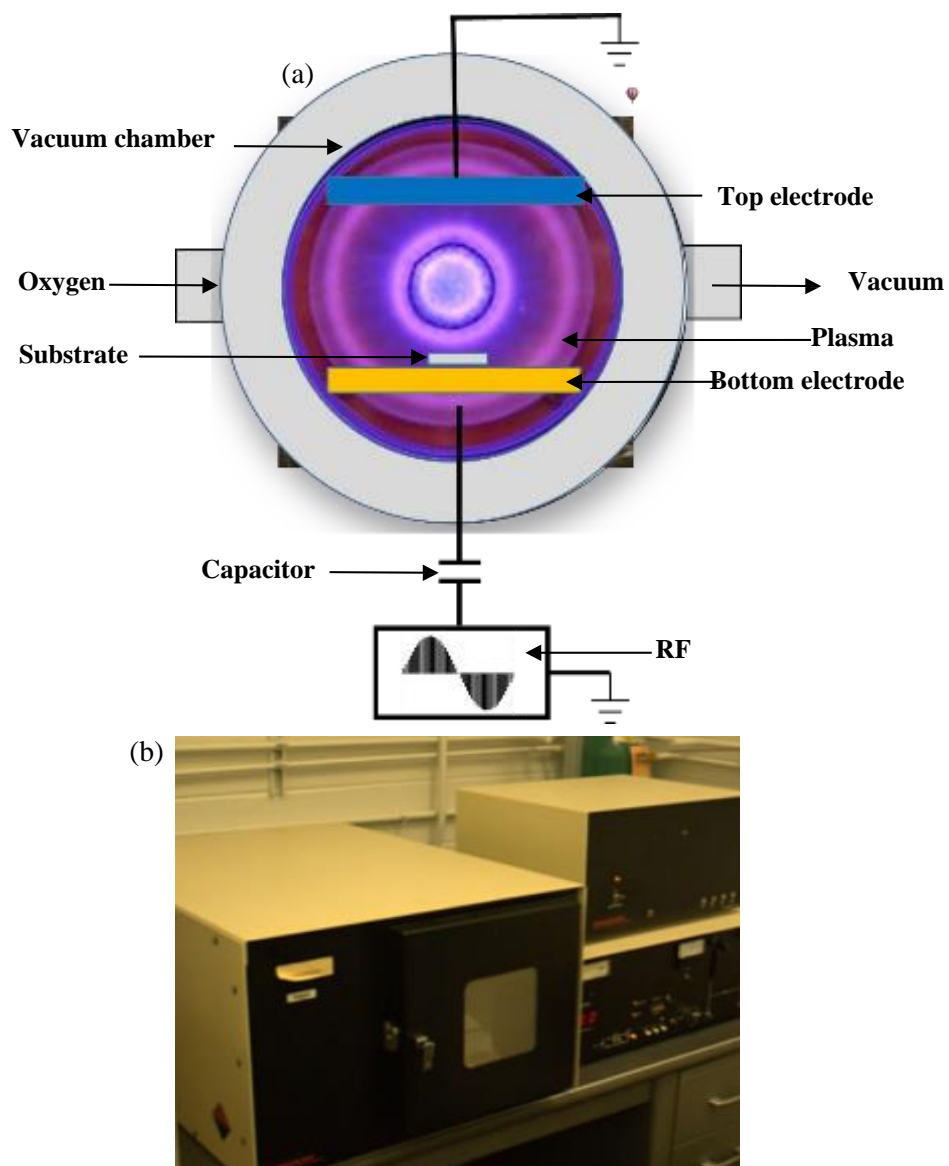 (a)
Vacuum chamber
Top electrode
Oxygen
Vacuum
Plasma
Substrate
Bottom electrode
Capacitor
RF
(b)